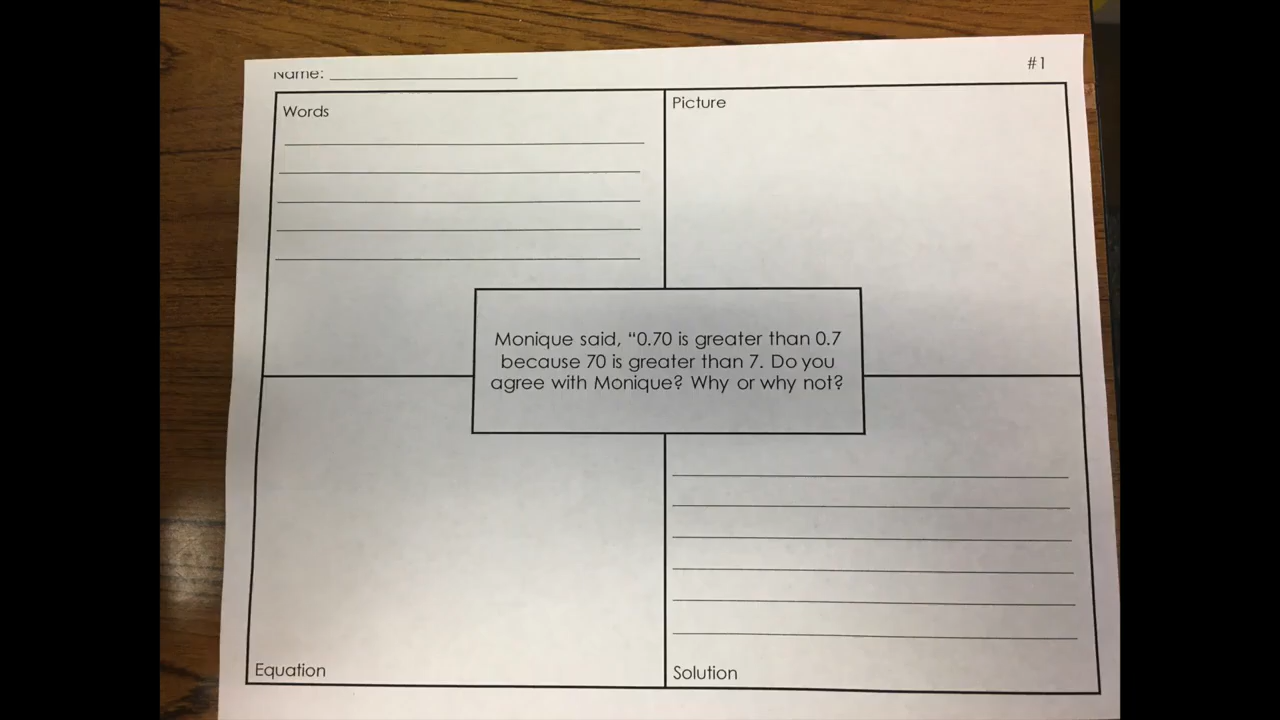 Name:
#1
Words
Picture
Monique said, “0.70 is greater than 0.7
because 70 is greater than 7. Do you
agree with Monique? Why or why not?
Equation
Solution